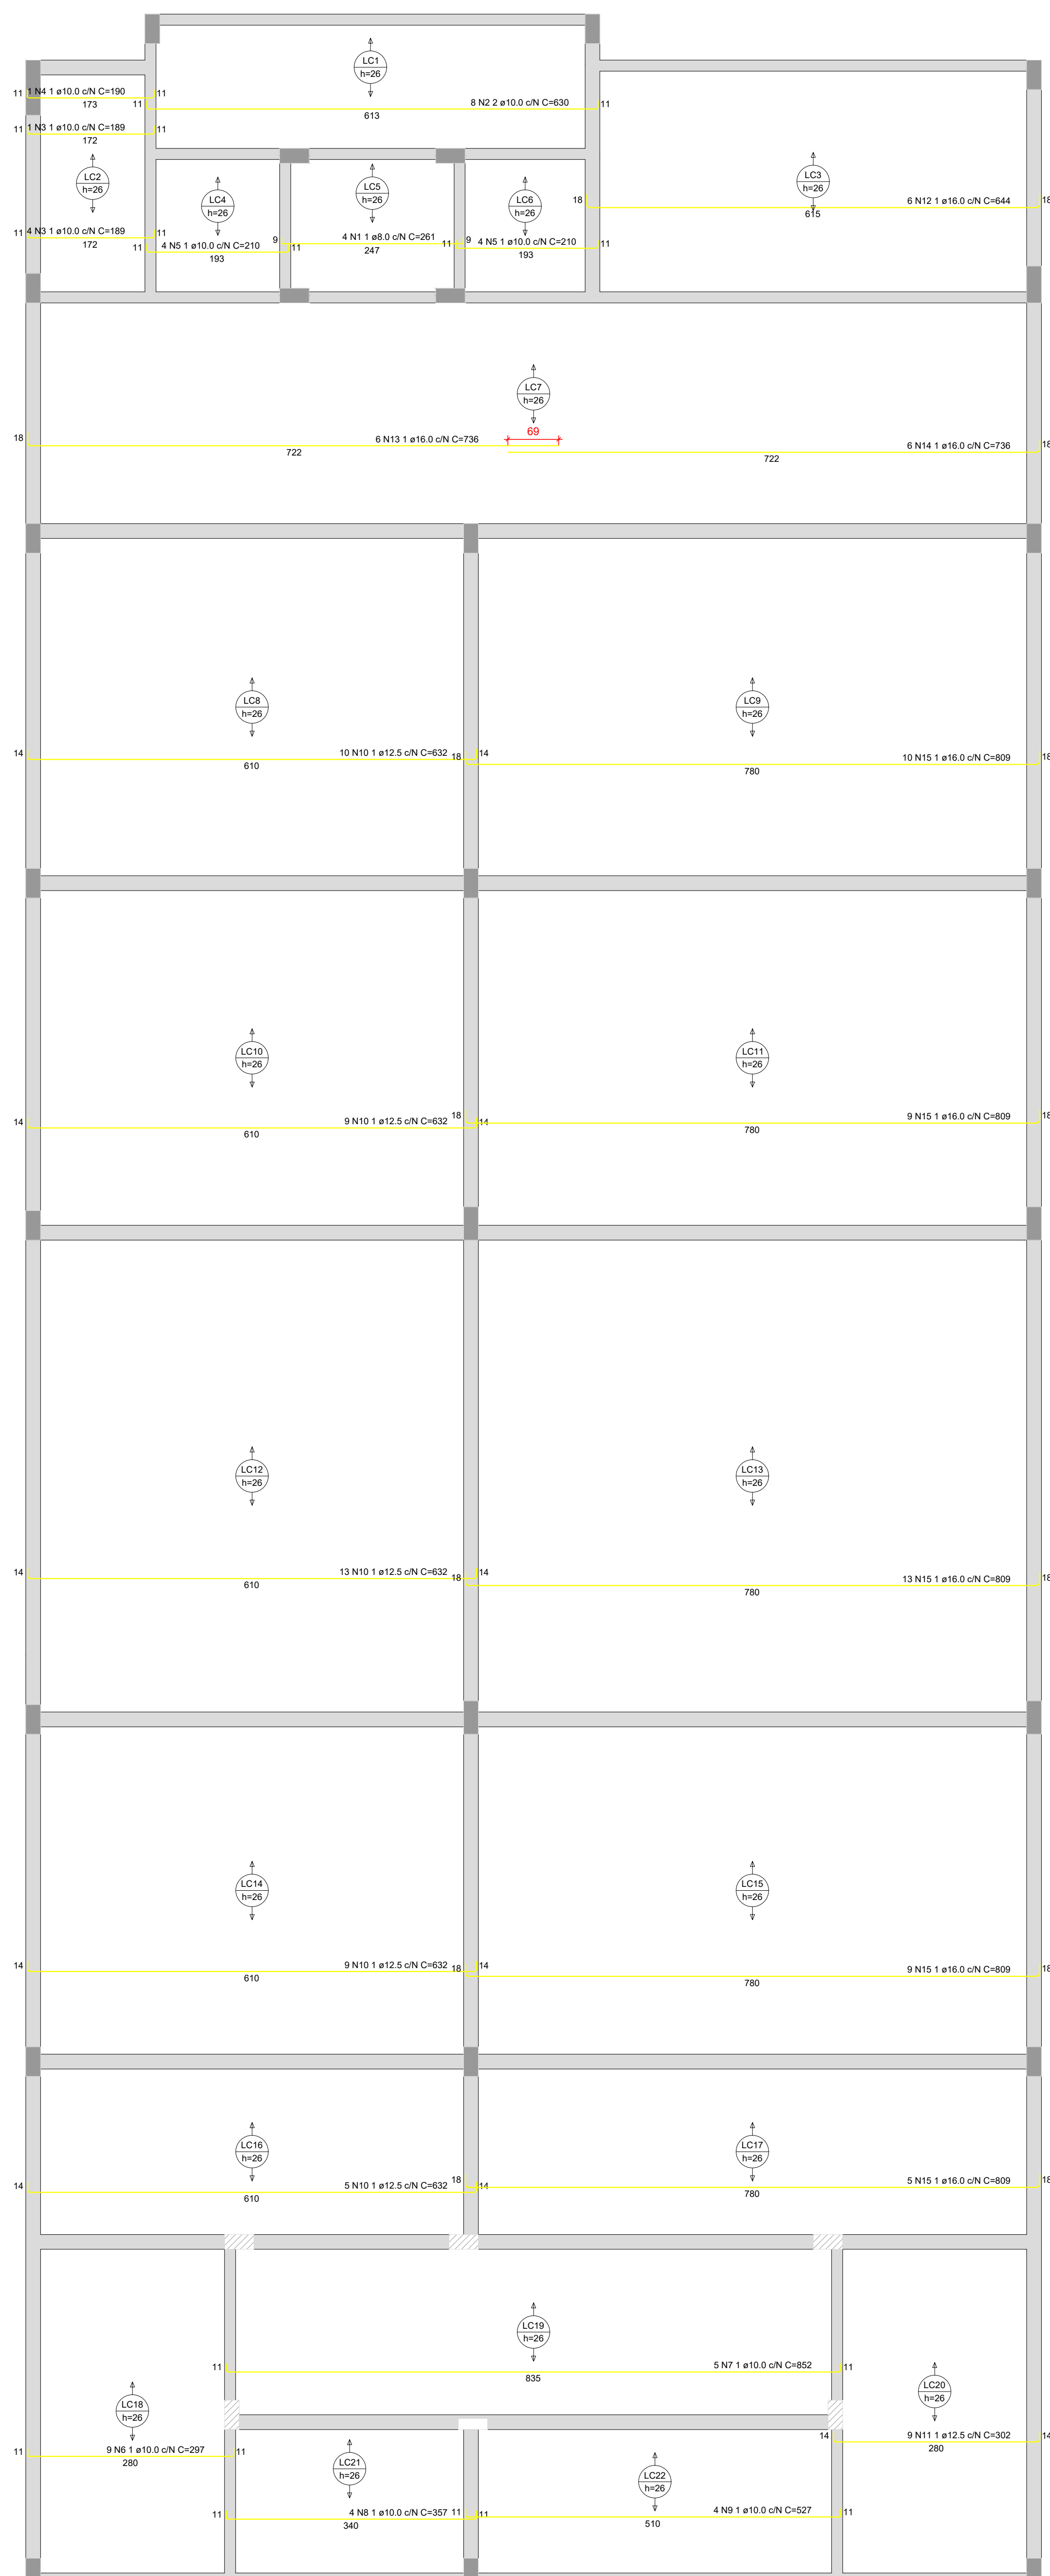 LC1
h=26
11 1 N4 1 ø10.0 c/N C=190 11
173
11 8 N2 2 ø10.0 c/N C=630 11
613
11 1 N3 1 ø10.0 c/N C=189 11
172
LC2
h=26
LC4
h=26
LC5
h=26
LC6
h=26
LC3
h=26
18 6 N12 1 ø16.0 c/N C=644 18
615
11 4 N3 1 ø10.0 c/N C=189 11
172
11 4 N5 1 ø10.0 C=210 11
193
9 4 N1 1 ø8.0 c/N C=261 9
247
11 4 N5 1 ø10.0 c/N C=210 11
193
LC7
h=26
69
18 6 N13 1 ø16.0 c/N C=736
722
6 N14 1 ø16.0 c/N C=736 18
722
LC8
h=26
LC9
h=26
14 10 N10 1 ø12.5 c/N C=632 14
610
18 10 N15 1 ø16.0 c/N C=809 18
780
LC10
h=26
LC11
h=26
14 9 N10 1 ø12.5 c/N C=632 14
610
18 9 N15 1 ø16.0 c/N C=809 18
780
LC12
h=26
LC13
h=26
14 13 N10 1 ø12.5 c/N C=632 14
610
18 13 N15 1 ø16.0 c/N C=809 18
780
LC14
h=26
LC15
h=26
14 9 N10 1 ø12.5 c/N C=632 14
610
18 9 N15 1 ø16.0 c/N C=809 18
780
LC16
h=26
LC17
h=26
14 5 N10 1 ø12.5 c/N C=632 14
610
18 5 N15 1 ø16.0 c/N C=809 18
780
LC19
h=26
11 5 N7 1 ø10.0 c/N C=852 11
835
LC18
h=26
LC20
h=26
11 9 N6 1 ø10.0 c/N C=297 11
280
14 9 N11 1 ø12.5 c/N C=302 14
280
LC21
h=26
LC22
h=26
11 4 N8 1 ø10.0 c/N C=357 11
340
11 4 N9 1 ø10.0 c/N C=527 11
510